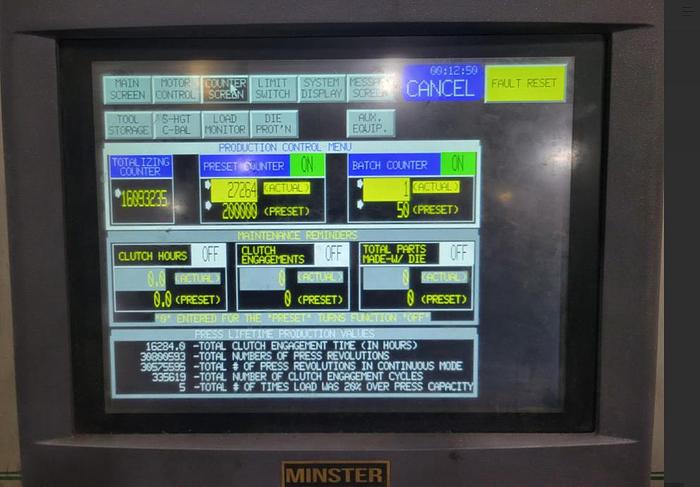 00:12:50
MAIN SCREEN
MOTOR CONTROL
COUNTER SCREEN
LIMIT SWITCH
SYSTEM DISPLAY
MESSAGE SCREEN
CANCEL
FAULT RESET
TOOL STORAGE
S-HGT C-BAL
LOAD MONITOR
DIE PROT'N
AUX. EQUIP.
PRODUCTION CONTROL MENU
TOTALIZING COUNTER
16093235
PRESET COUNTER ON
27264 (ACTUAL)
200000 (PRESET)
BATCH COUNTER ON
1 (ACTUAL)
50 (PRESET)
MAINTENANCE REMINDERS
CLUTCH HOURS OFF
0.0 (ACTUAL)
0.0 (PRESET)
CLUTCH ENGAGEMENTS OFF
0 (ACTUAL)
0 (PRESET)
TOTAL PARTS MADE-W/ DIE OFF
0 (ACTUAL)
0 (PRESET)
"0" ENTERED FOR THE "PRESET" TURNS FUNCTION "OFF"
PRESS LIFETIME PRODUCTION VALUES
16284.0 -TOTAL CLUTCH ENGAGEMENT TIME (IN HOURS)
30800593 -TOTAL NUMBERS OF PRESS REVOLUTIONS
30579595 -TOTAL # OF PRESS REVOLUTIONS IN CONTINUOUS MODE
335619 -TOTAL NUMBER OF CLUTCH ENGAGEMENT CYCLES
5 -TOTAL # OF TIMES LOAD WAS 20% OVER PRESS CAPACITY
MINSTER